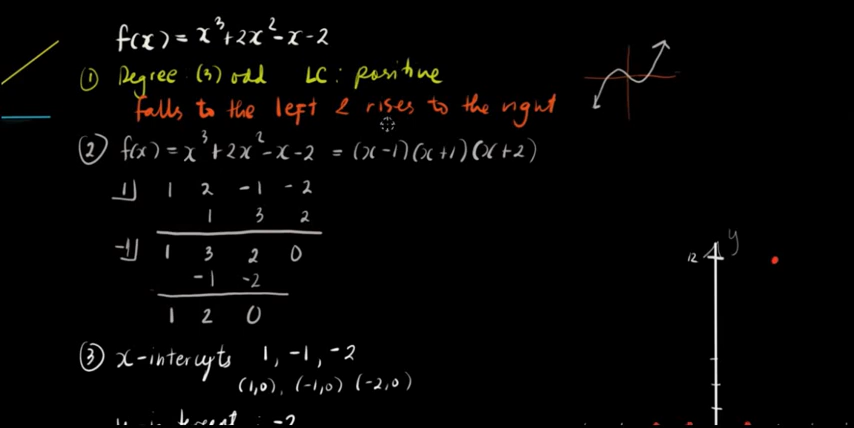 f(x) = x³+2x²-x-2
① Degree (3) odd LC: positive
falls to the left & rises to the right
② f(x) = x³+2x²-x-2 = (x-1)(x+1)(x+2)
1⌋ 1 2 -1 -2
1 3 2
-1⌋ 1 3 2 0
-1 -2
1 2 0
12 y
③ x-intercepts 1, -1, -2
(1,0), (-1,0) (-2,0)
y-intercept : -2